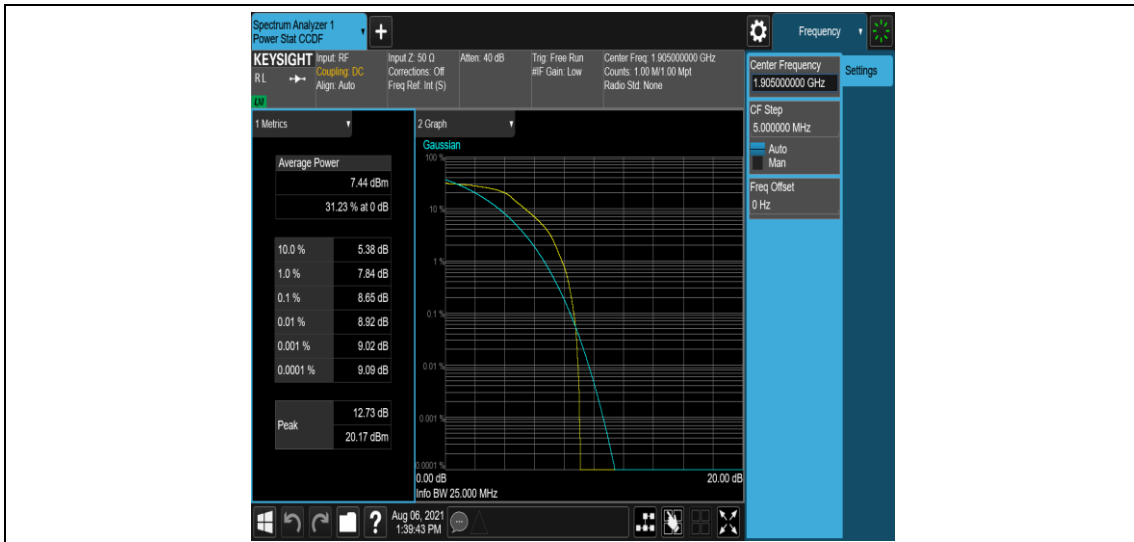 Spectrum Analyzer 1
Power Stat CCDF
Frequency
KEYSIGHT
RL
LM
Input: RF
Coupling: DC
Align: Auto
Input Z: 50 Ω
Corrections: Off
Freq Ref: Int (S)
Atten: 40 dB
Trig: Free Run
#IF Gain: Low
Center Freq: 1.905000000 GHz
Counts: 1.00 M/1.00 Mpt
Radio Std: None
Center Frequency
1.905000000 GHz
Settings
CF Step
5.000000 MHz
Auto
Man
Freq Offset
0 Hz
1 Metrics
Average Power
7.44 dBm
31.23 % at 0 dB
10.0 % 5.38 dB
1.0 % 7.84 dB
0.1 % 8.65 dB
0.01 % 8.92 dB
0.001 % 9.02 dB
0.0001 % 9.09 dB
Peak
12.73 dB
20.17 dBm
2 Graph
Gaussian
100 %
10 %
1 %
0.1 %
0.01 %
0.001 %
0.0001 %
0.00 dB
20.00 dB
Info BW 25.000 MHz
Aug 06, 2021
1:39:43 PM